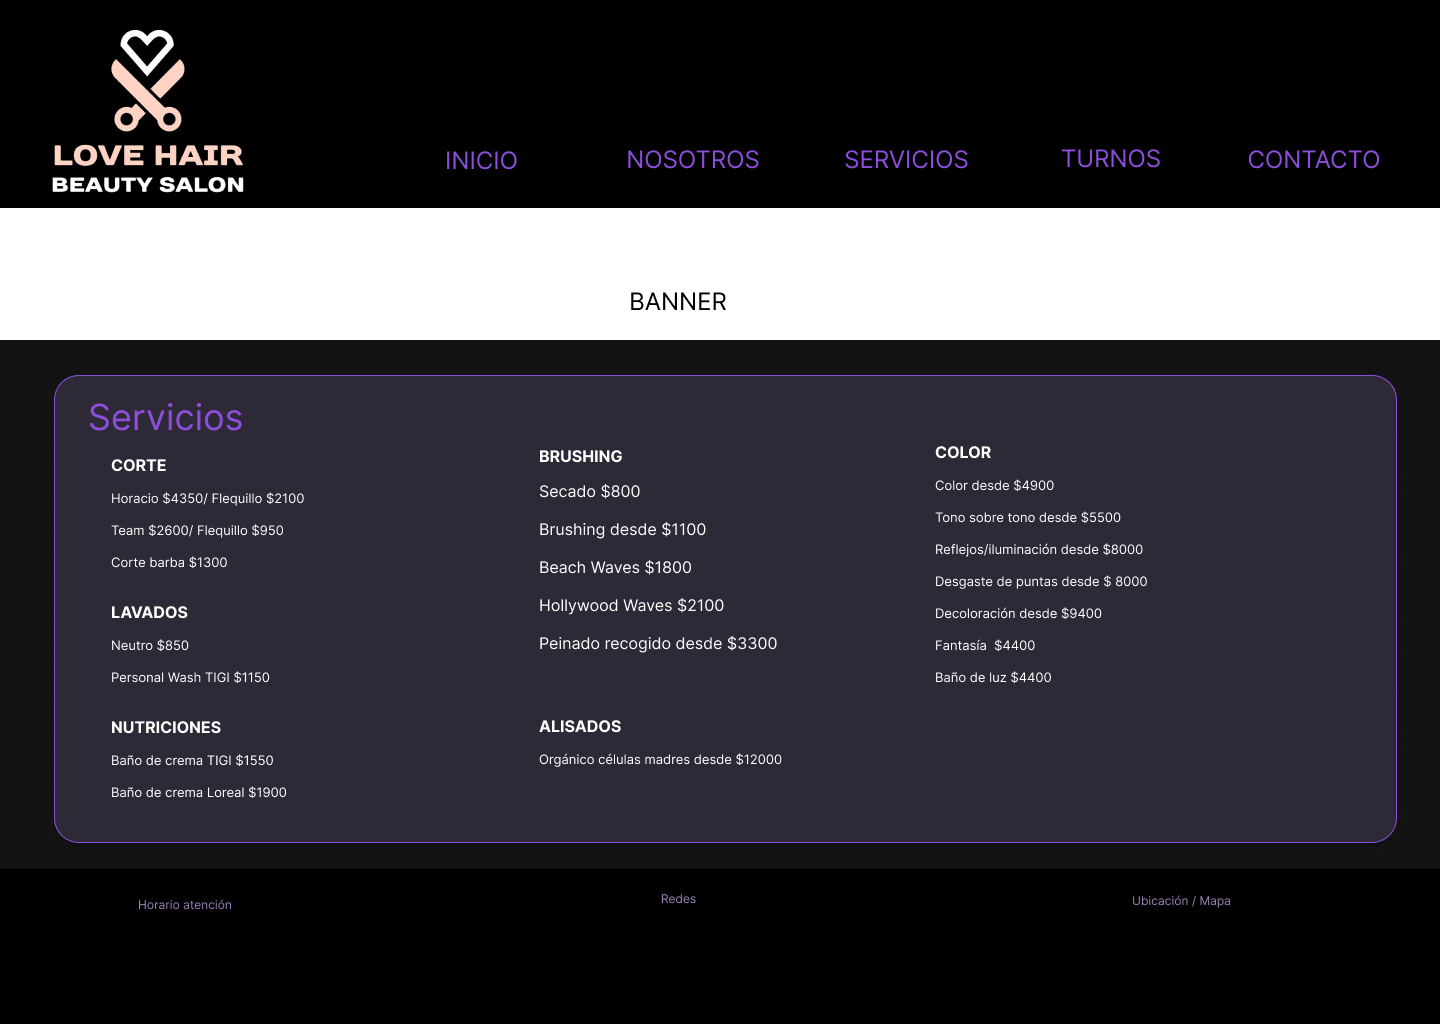 LOVE HAIR
BEAUTY SALON
INICIO
NOSOTROS
SERVICIOS
TURNOS
CONTACTO
BANNER
Servicios
CORTE
Horacio $4350/ Flequillo $2100
Team $2600/ Flequillo $950
Corte barba $1300
LAVADOS
Neutro $850
Personal Wash TIGI $1150
NUTRICIONES
Baño de crema TIGI $1550
Baño de crema Loreal $1900
BRUSHING
Secado $800
Brushing desde $1100
Beach Waves $1800
Hollywood Waves $2100
Peinado recogido desde $3300
ALISADOS
Orgánico células madres desde $12000
COLOR
Color desde $4900
Tono sobre tono desde $5500
Reflejos/iluminación desde $8000
Desgaste de puntas desde $ 8000
Decoloración desde $9400
Fantasía  $4400
Baño de luz $4400
Horario atención
Redes
Ubicación / Mapa